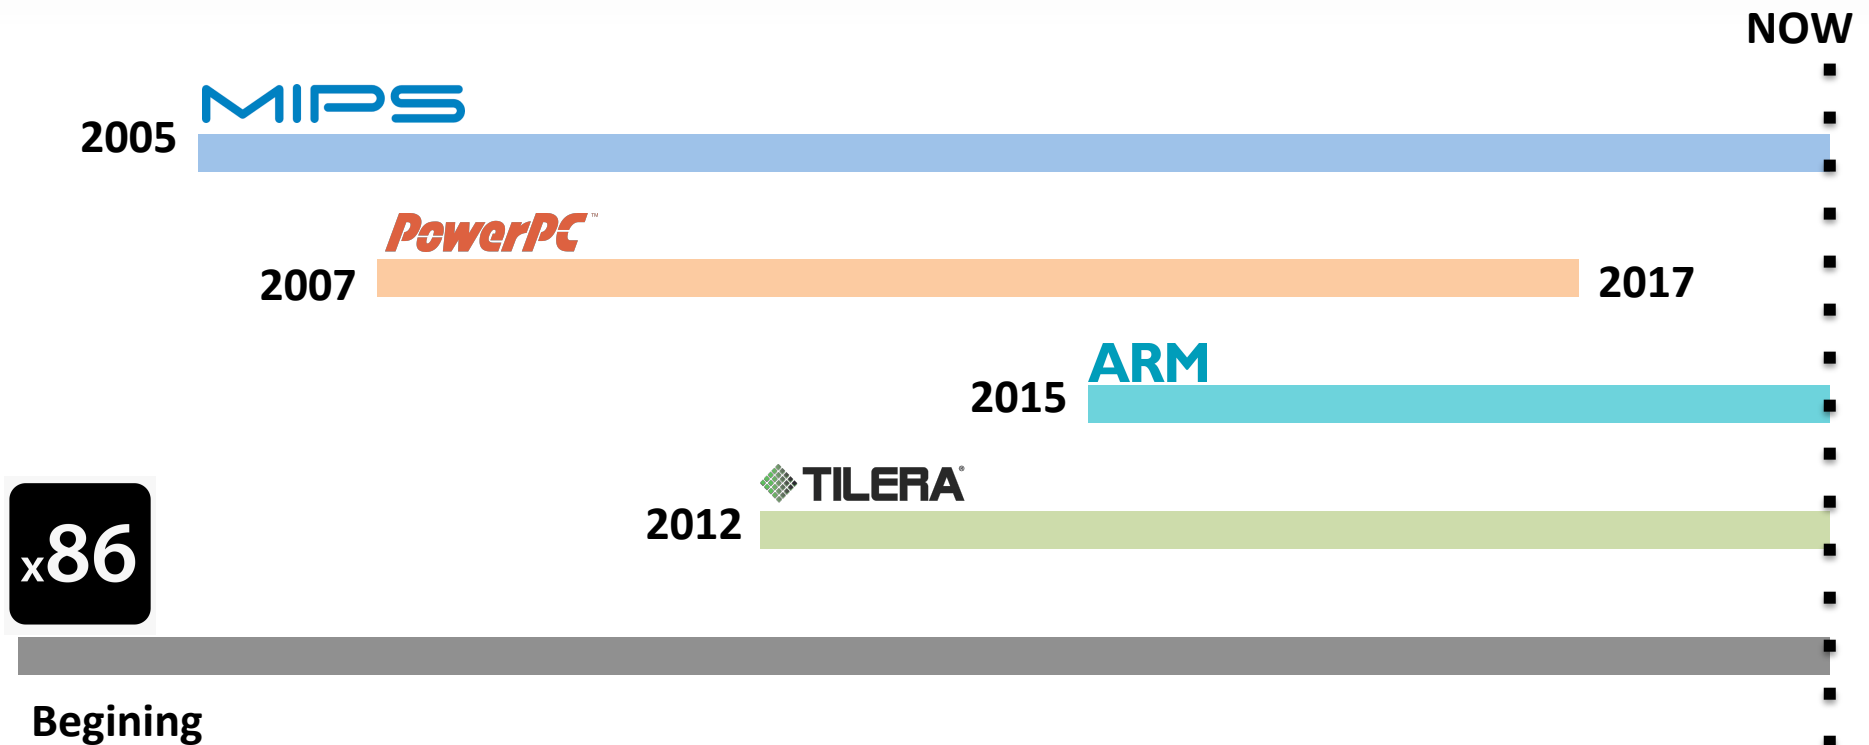 NOW
MIPS
2005
PowerPC™
2007
2017
ARM
2015
TILERA®
2012
x86
Begining